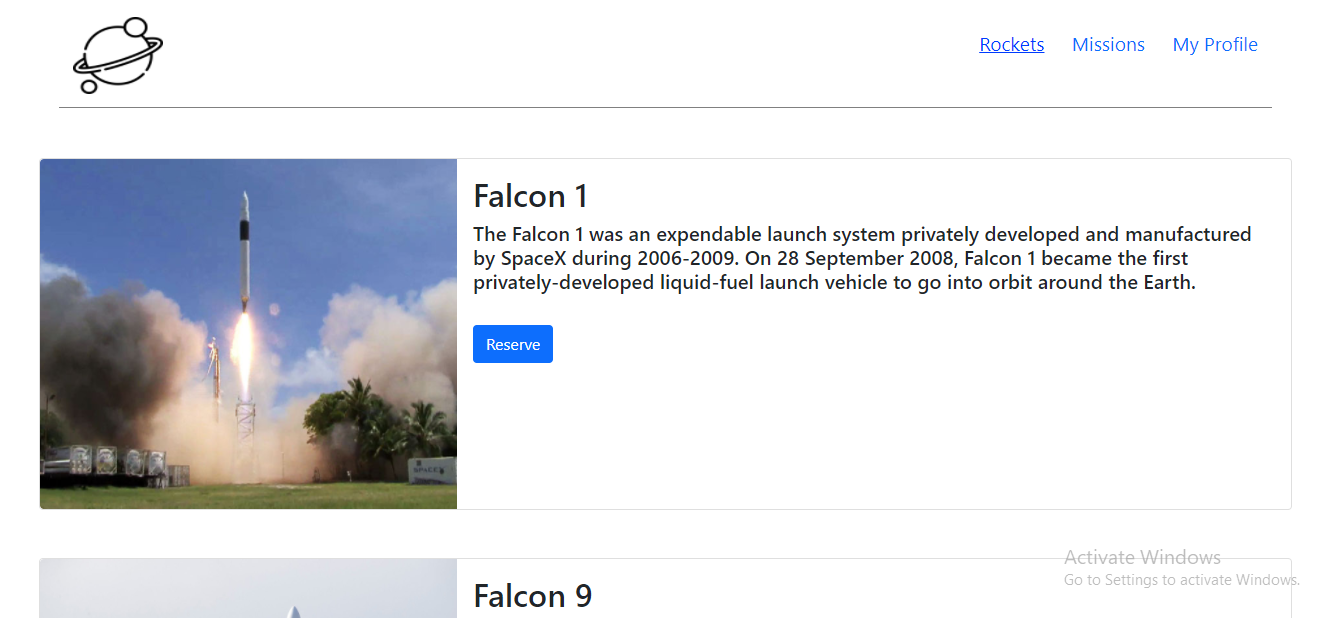 Rockets Missions My Profile
Falcon 1
The Falcon 1 was an expendable launch system privately developed and manufactured
by SpaceX during 2006-2009. On 28 September 2008, Falcon 1 became the first
privately-developed liquid-fuel launch vehicle to go into orbit around the Earth.
Reserve
SPACEX
Activate Windows
Go to Settings to activate Windows.
Falcon 9